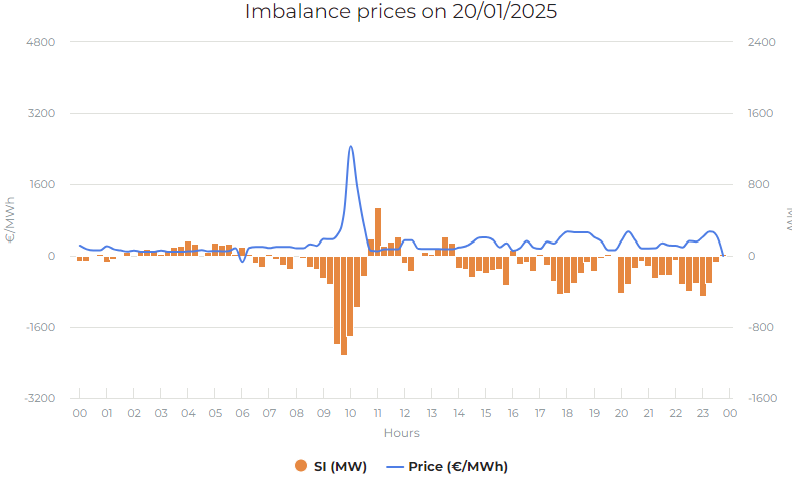 Imbalance prices on 20/01/2025
4800 2400
3200 1600
1600 800
0 0
-1600 -800
-3200 -1600
€/MWh
00 01 02 03 04 05 06 07 08 09 10 11 12 13 14 15 16 17 18 19 20 21 22 23 00
Hours
SI (MW) Price (€/MWh)